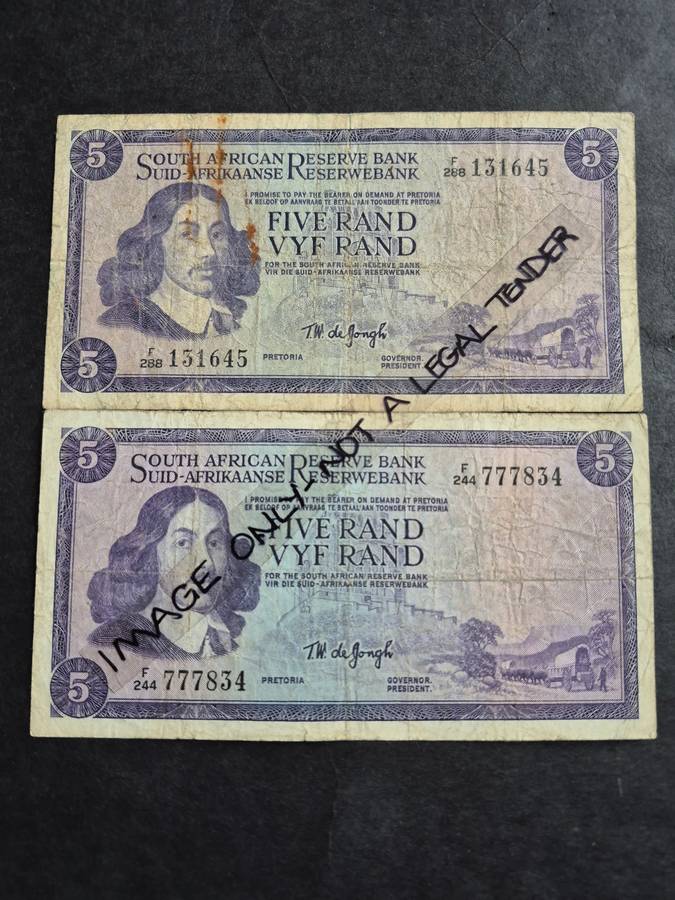 5 5
SOUTH AFRICAN RESERVE BANK
SUID-AFRIKAANSE RESERWEBANK
F
288 131645
I PROMISE TO PAY THE BEARER ON DEMAND AT PRETORIA
EK BELOOF OP AANVRAAG TE BETAAL AAN TOONDER TE PRETORIA
FIVE RAND
VYF RAND
FOR THE SOUTH AFRICAN RESERVE BANK
VIR DIE SUID-AFRIKAANSE RESERWEBANK
T.W. de Jongh
F
288 131645
PRETORIA
GOVERNOR.
PRESIDENT.
5
5 5
SOUTH AFRICAN RESERVE BANK
SUID-AFRIKAANSE RESERWEBANK
F
244 777834
I PROMISE TO PAY THE BEARER ON DEMAND AT PRETORIA
EK BELOOF OP AANVRAAG TE BETAAL AAN TOONDER TE PRETORIA
FIVE RAND
VYF RAND
FOR THE SOUTH AFRICAN RESERVE BANK
VIR DIE SUID-AFRIKAANSE RESERWEBANK
T.W. de Jongh
F
244 777834
PRETORIA
GOVERNOR.
PRESIDENT.
5
IMAGE ONLY-NOT A LEGAL TENDER